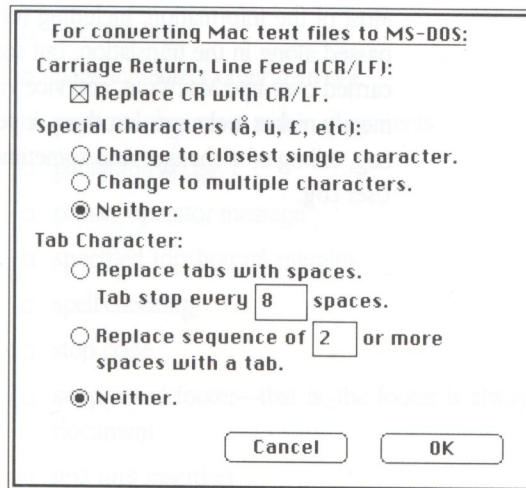 For converting Mac text files to MS-DOS:
Carriage Return, Line Feed (CR/LF):
Replace CR with CR/LF.
Special characters (å, ü, £, etc):
Change to closest single character.
Change to multiple characters.
Neither.
Tab Character:
Replace tabs with spaces.
Tab stop every 8 spaces.
Replace sequence of 2 or more
spaces with a tab.
Neither.
Cancel OK